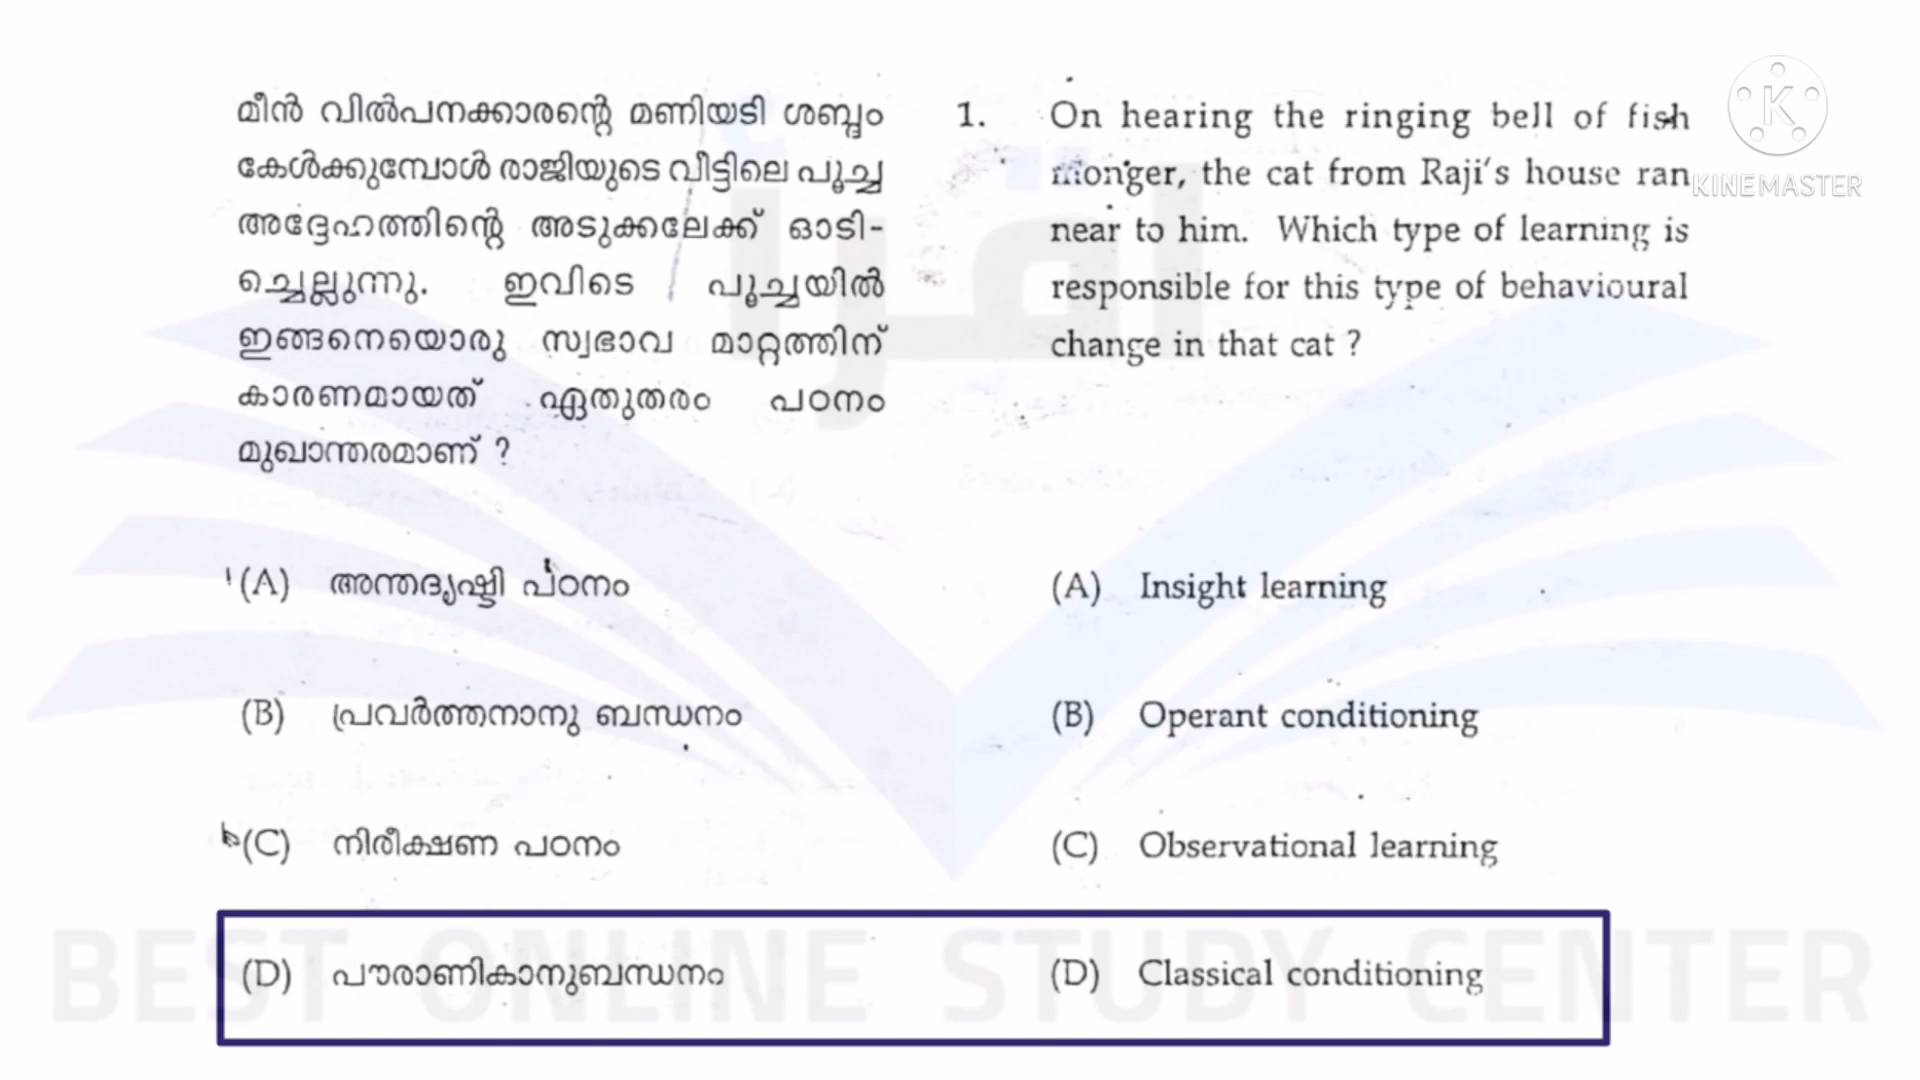 മീൻ വിൽപനക്കാരന്റെ മണിയടി ശബ്ദം
കേൾക്കുമ്പോൾ രാജിയുടെ വീട്ടിലെ പൂച്ച
അദ്ദേഹത്തിന്റെ അടുക്കലേക്ക് ഓടി-
ച്ചെല്ലുന്നു. ഇവിടെ പൂച്ചയിൽ
ഇങ്ങനെയൊരു സ്വഭാവ മാറ്റത്തിന്
കാരണമായത് ഏതുതരം പഠനം
മുഖാന്തരമാണ് ?
(A) അന്തദൃഷ്ടി പഠനം
(B) പ്രവർത്തനാനു ബന്ധനം
(C) നിരീക്ഷണ പഠനം
(D) പൗരാണികാനുബന്ധനം
1. On hearing the ringing bell of fish
monger, the cat from Raji's house ran
near to him. Which type of learning is
responsible for this type of behavioural
change in that cat ?
(A) Insight learning
(B) Operant conditioning
(C) Observational learning
(D) Classical conditioning
K
KINEMASTER
اقرأ
BEST ONLINE STUDY CENTER